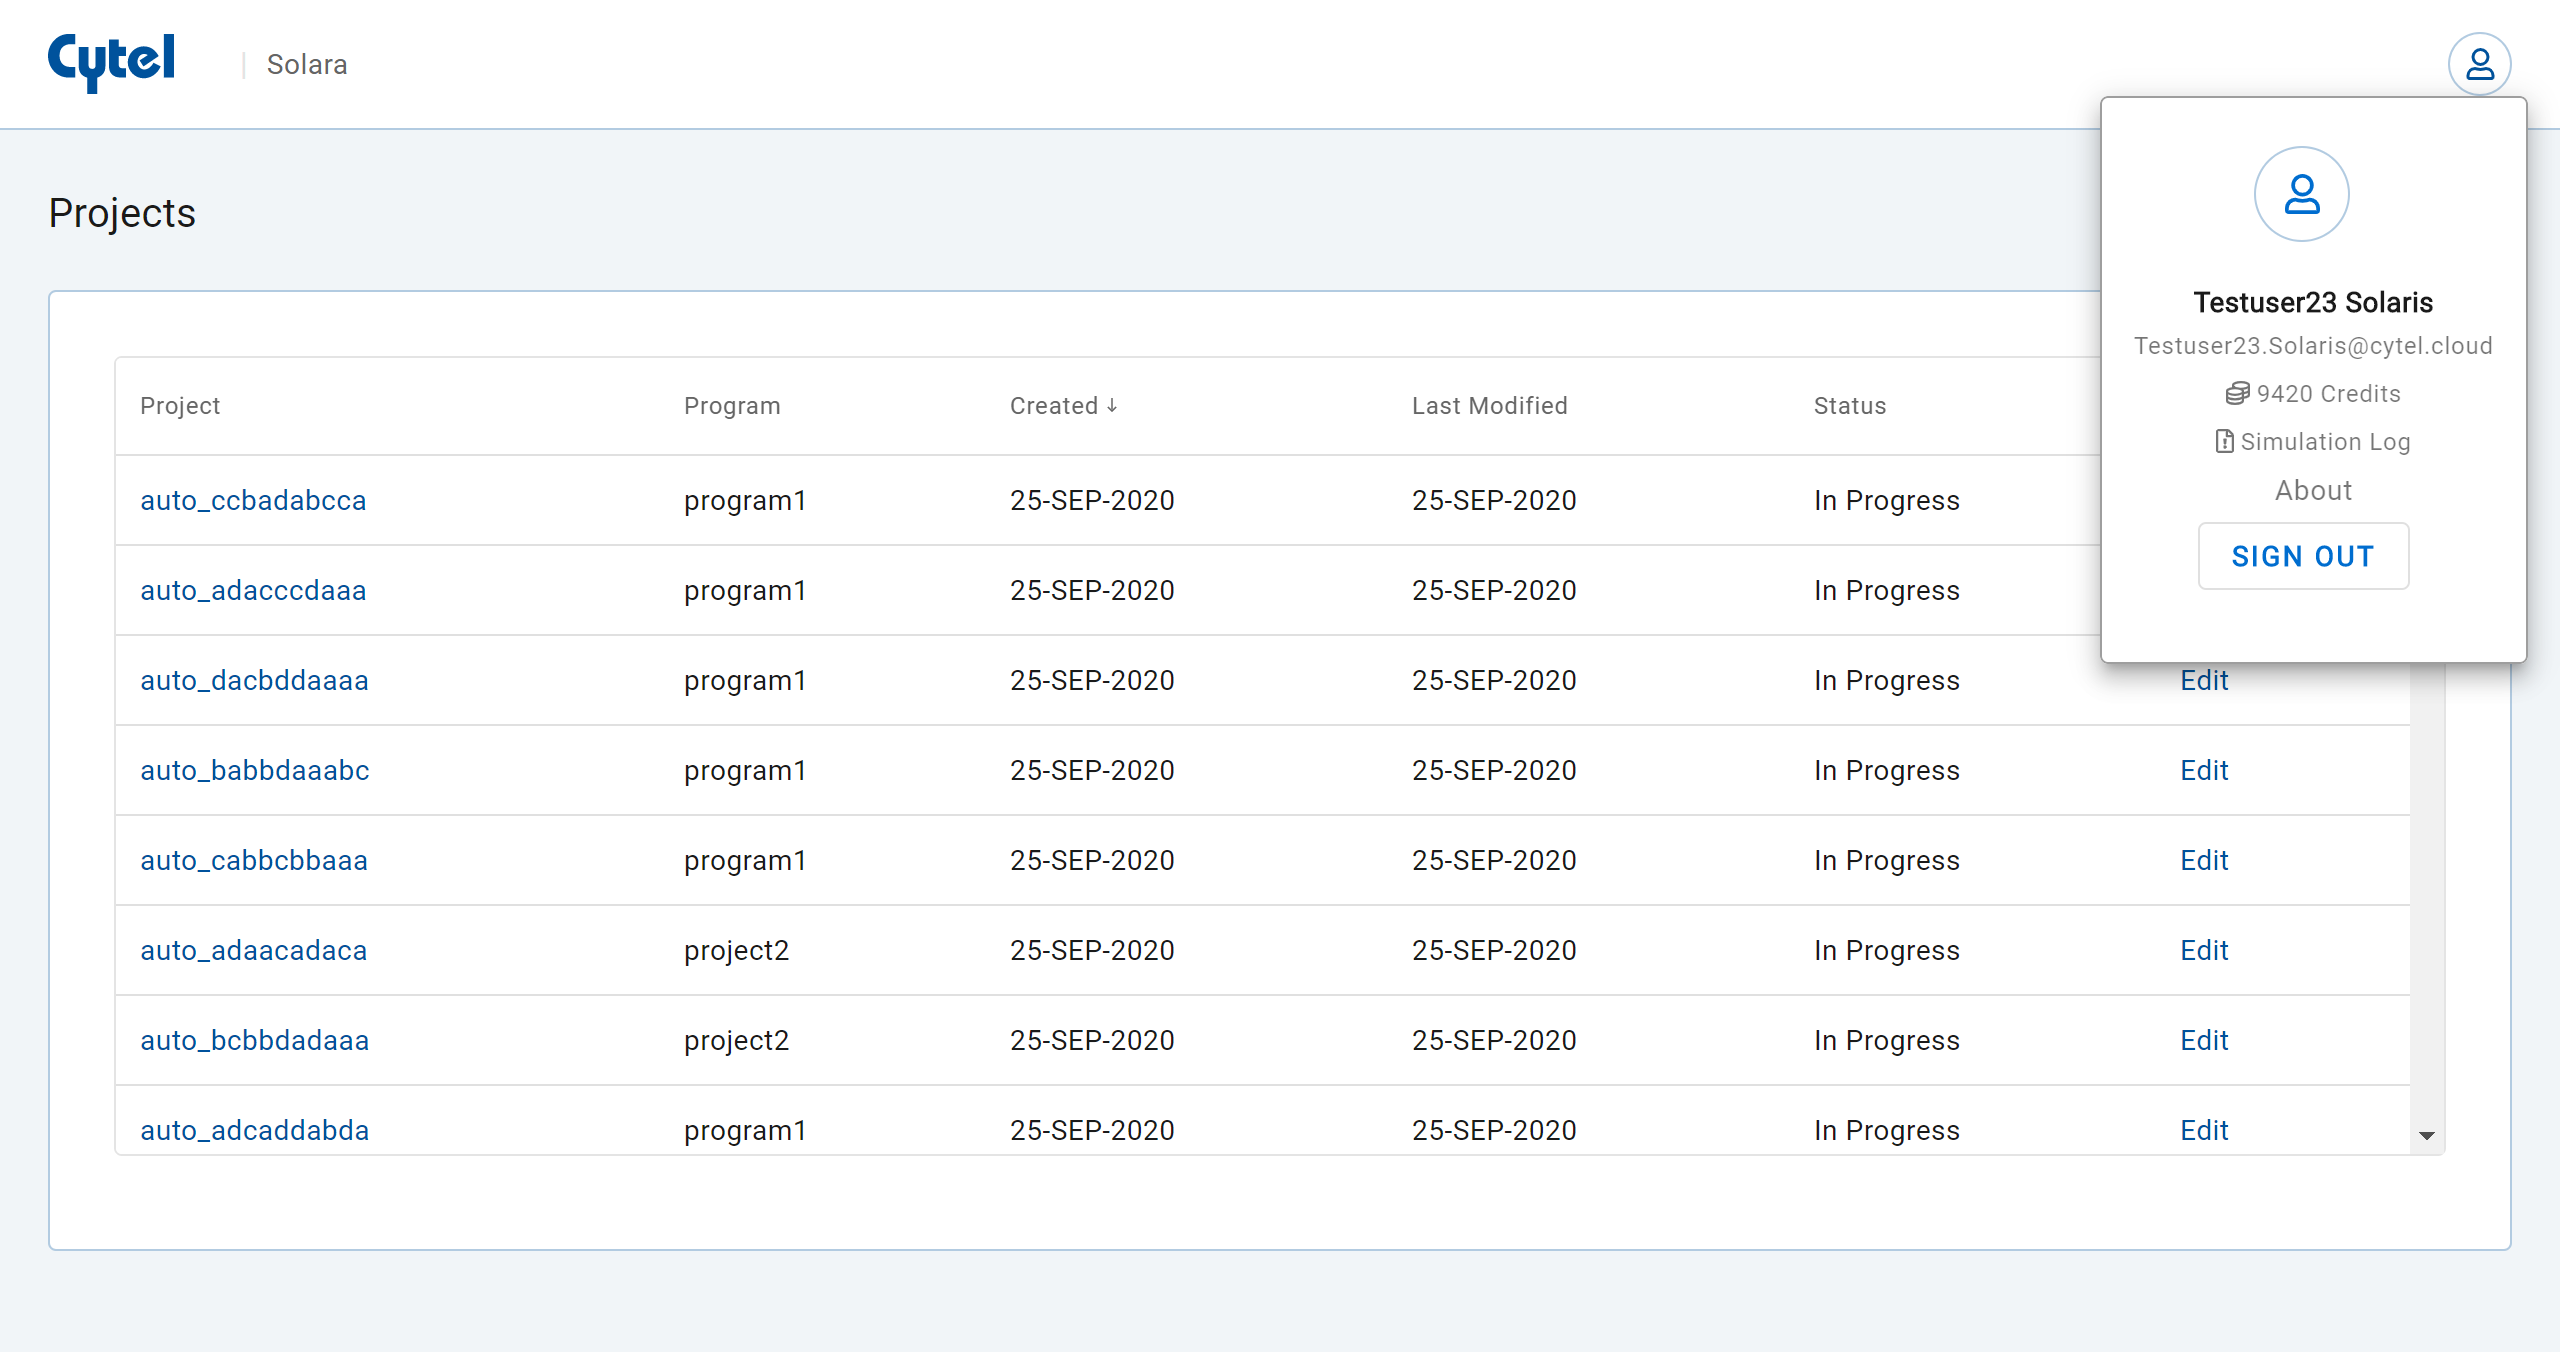 Cytel | Solara
Projects
Testuser23 Solaris
Testuser23.Solaris@cytel.cloud
9420 Credits
Simulation Log
About
SIGN OUT
Project Program Created ↓ Last Modified Status
auto_ccbadabcca program1 25-SEP-2020 25-SEP-2020 In Progress
auto_adacccdaaa program1 25-SEP-2020 25-SEP-2020 In Progress
auto_dacbddaaaa program1 25-SEP-2020 25-SEP-2020 In Progress Edit
auto_babbdaaabc program1 25-SEP-2020 25-SEP-2020 In Progress Edit
auto_cabbcbbaaa program1 25-SEP-2020 25-SEP-2020 In Progress Edit
auto_adaacadaca project2 25-SEP-2020 25-SEP-2020 In Progress Edit
auto_bcbbdadaaa project2 25-SEP-2020 25-SEP-2020 In Progress Edit
auto_adcaddabda program1 25-SEP-2020 25-SEP-2020 In Progress Edit